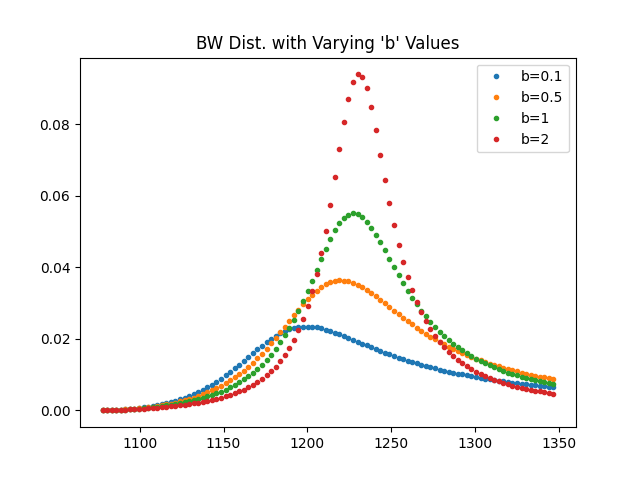 BW Dist. with Varying 'b' Values
b=0.1
b=0.5
b=1
b=2
0.08
0.06
0.04
0.02
0.00
1100 1150 1200 1250 1300 1350